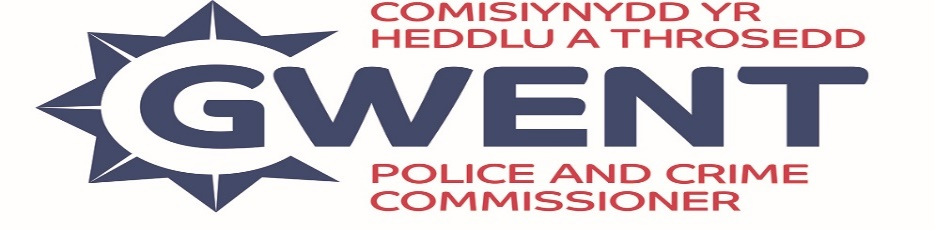 COMISIYNYDD YR
HEDDLU A THROSEDD
GWENT
POLICE AND CRIME
COMMISSIONER